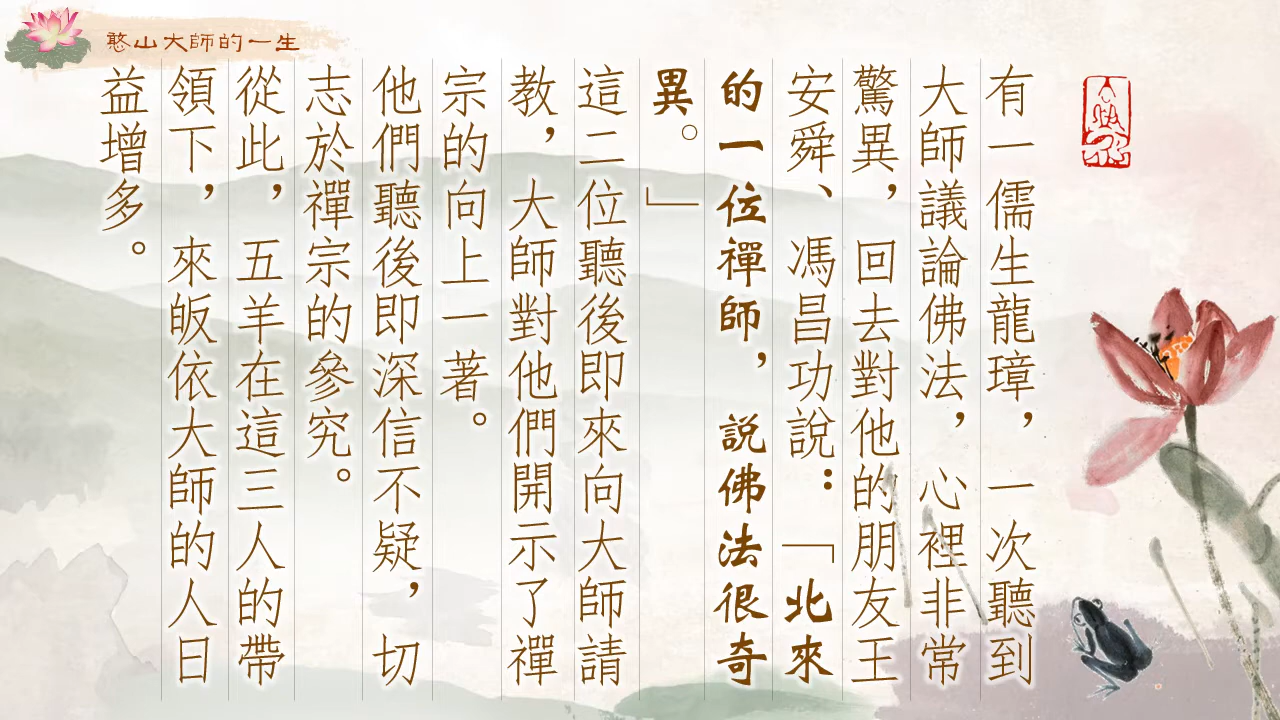 憨山大師的一生
有一儒生龍璋，一次聽到
大師議論佛法，心裡非常
驚異，回去對他的朋友王
安舜、馮昌功說：「北來
的一位禪師，說佛法很奇
異。」
這二位聽後即來向大師請
教，大師對他們開示了禪
宗的向上一著。
他們聽後即深信不疑，切
志於禪宗的參究。
從此，五羊在這三人的帶
領下，來皈依大師的人日
益增多。